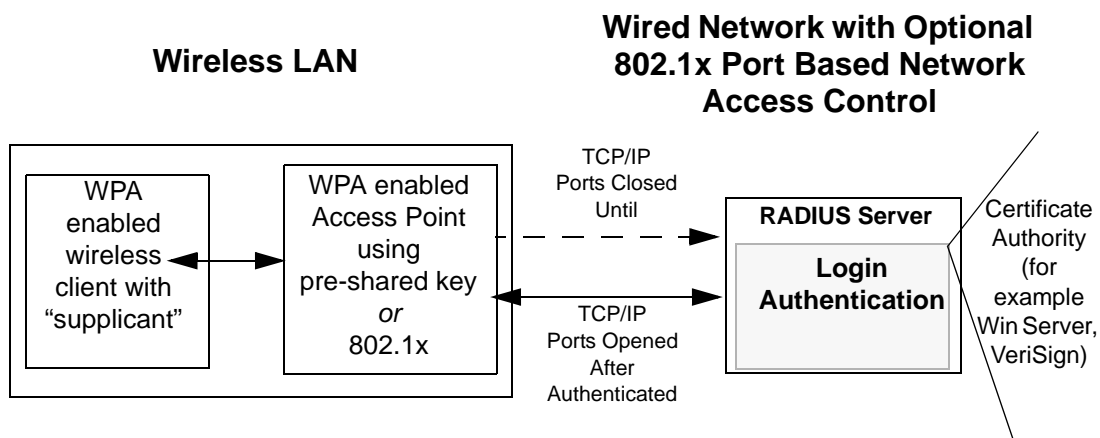 Wireless LAN
Wired Network with Optional
802.1x Port Based Network
Access Control
WPA
enabled
wireless
client with
“supplicant”
WPA enabled
Access Point
using
pre-shared key
or
802.1x
TCP/IP
Ports Closed
Until
TCP/IP
Ports Opened
After
Authenticated
RADIUS Server
Login
Authentication
Certificate
Authority
(for
example
Win Server,
VeriSign)